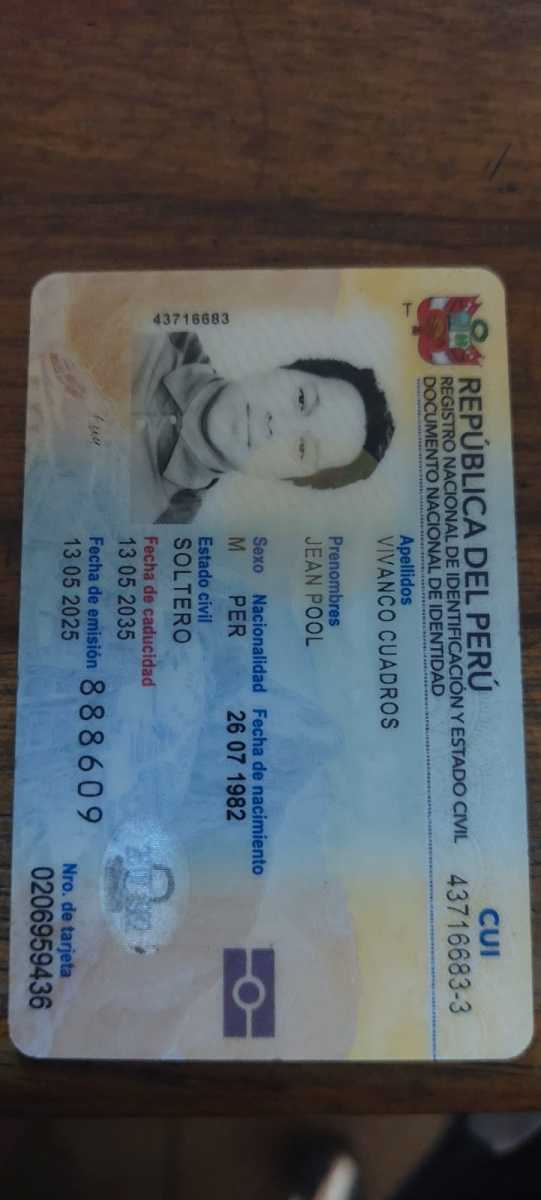 REPÚBLICA DEL PERÚ
REGISTRO NACIONAL DE IDENTIFICACIÓN Y ESTADO CIVIL
DOCUMENTO NACIONAL DE IDENTIDAD
CUI
43716683-3
T
43716683
Apellidos
VIVANCO CUADROS
Prenombres
JEAN POOL
Sexo Nacionalidad Fecha de nacimiento
M PER 26 07 1982
Estado civil
SOLTERO
Fecha de caducidad
13 05 2035
Fecha de emisión
13 05 2025
888609
Nro. de tarjeta
0206959436